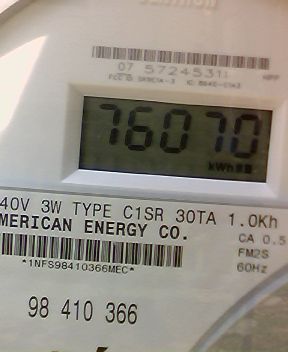 07 57245311
76070
kWh
40V 3W TYPE C1SR 30TA 1.0Kh
MERICAN ENERGY CO.
CA 0.5
FM2S
*1NFS98410366MEC*
60Hz
98 410 366